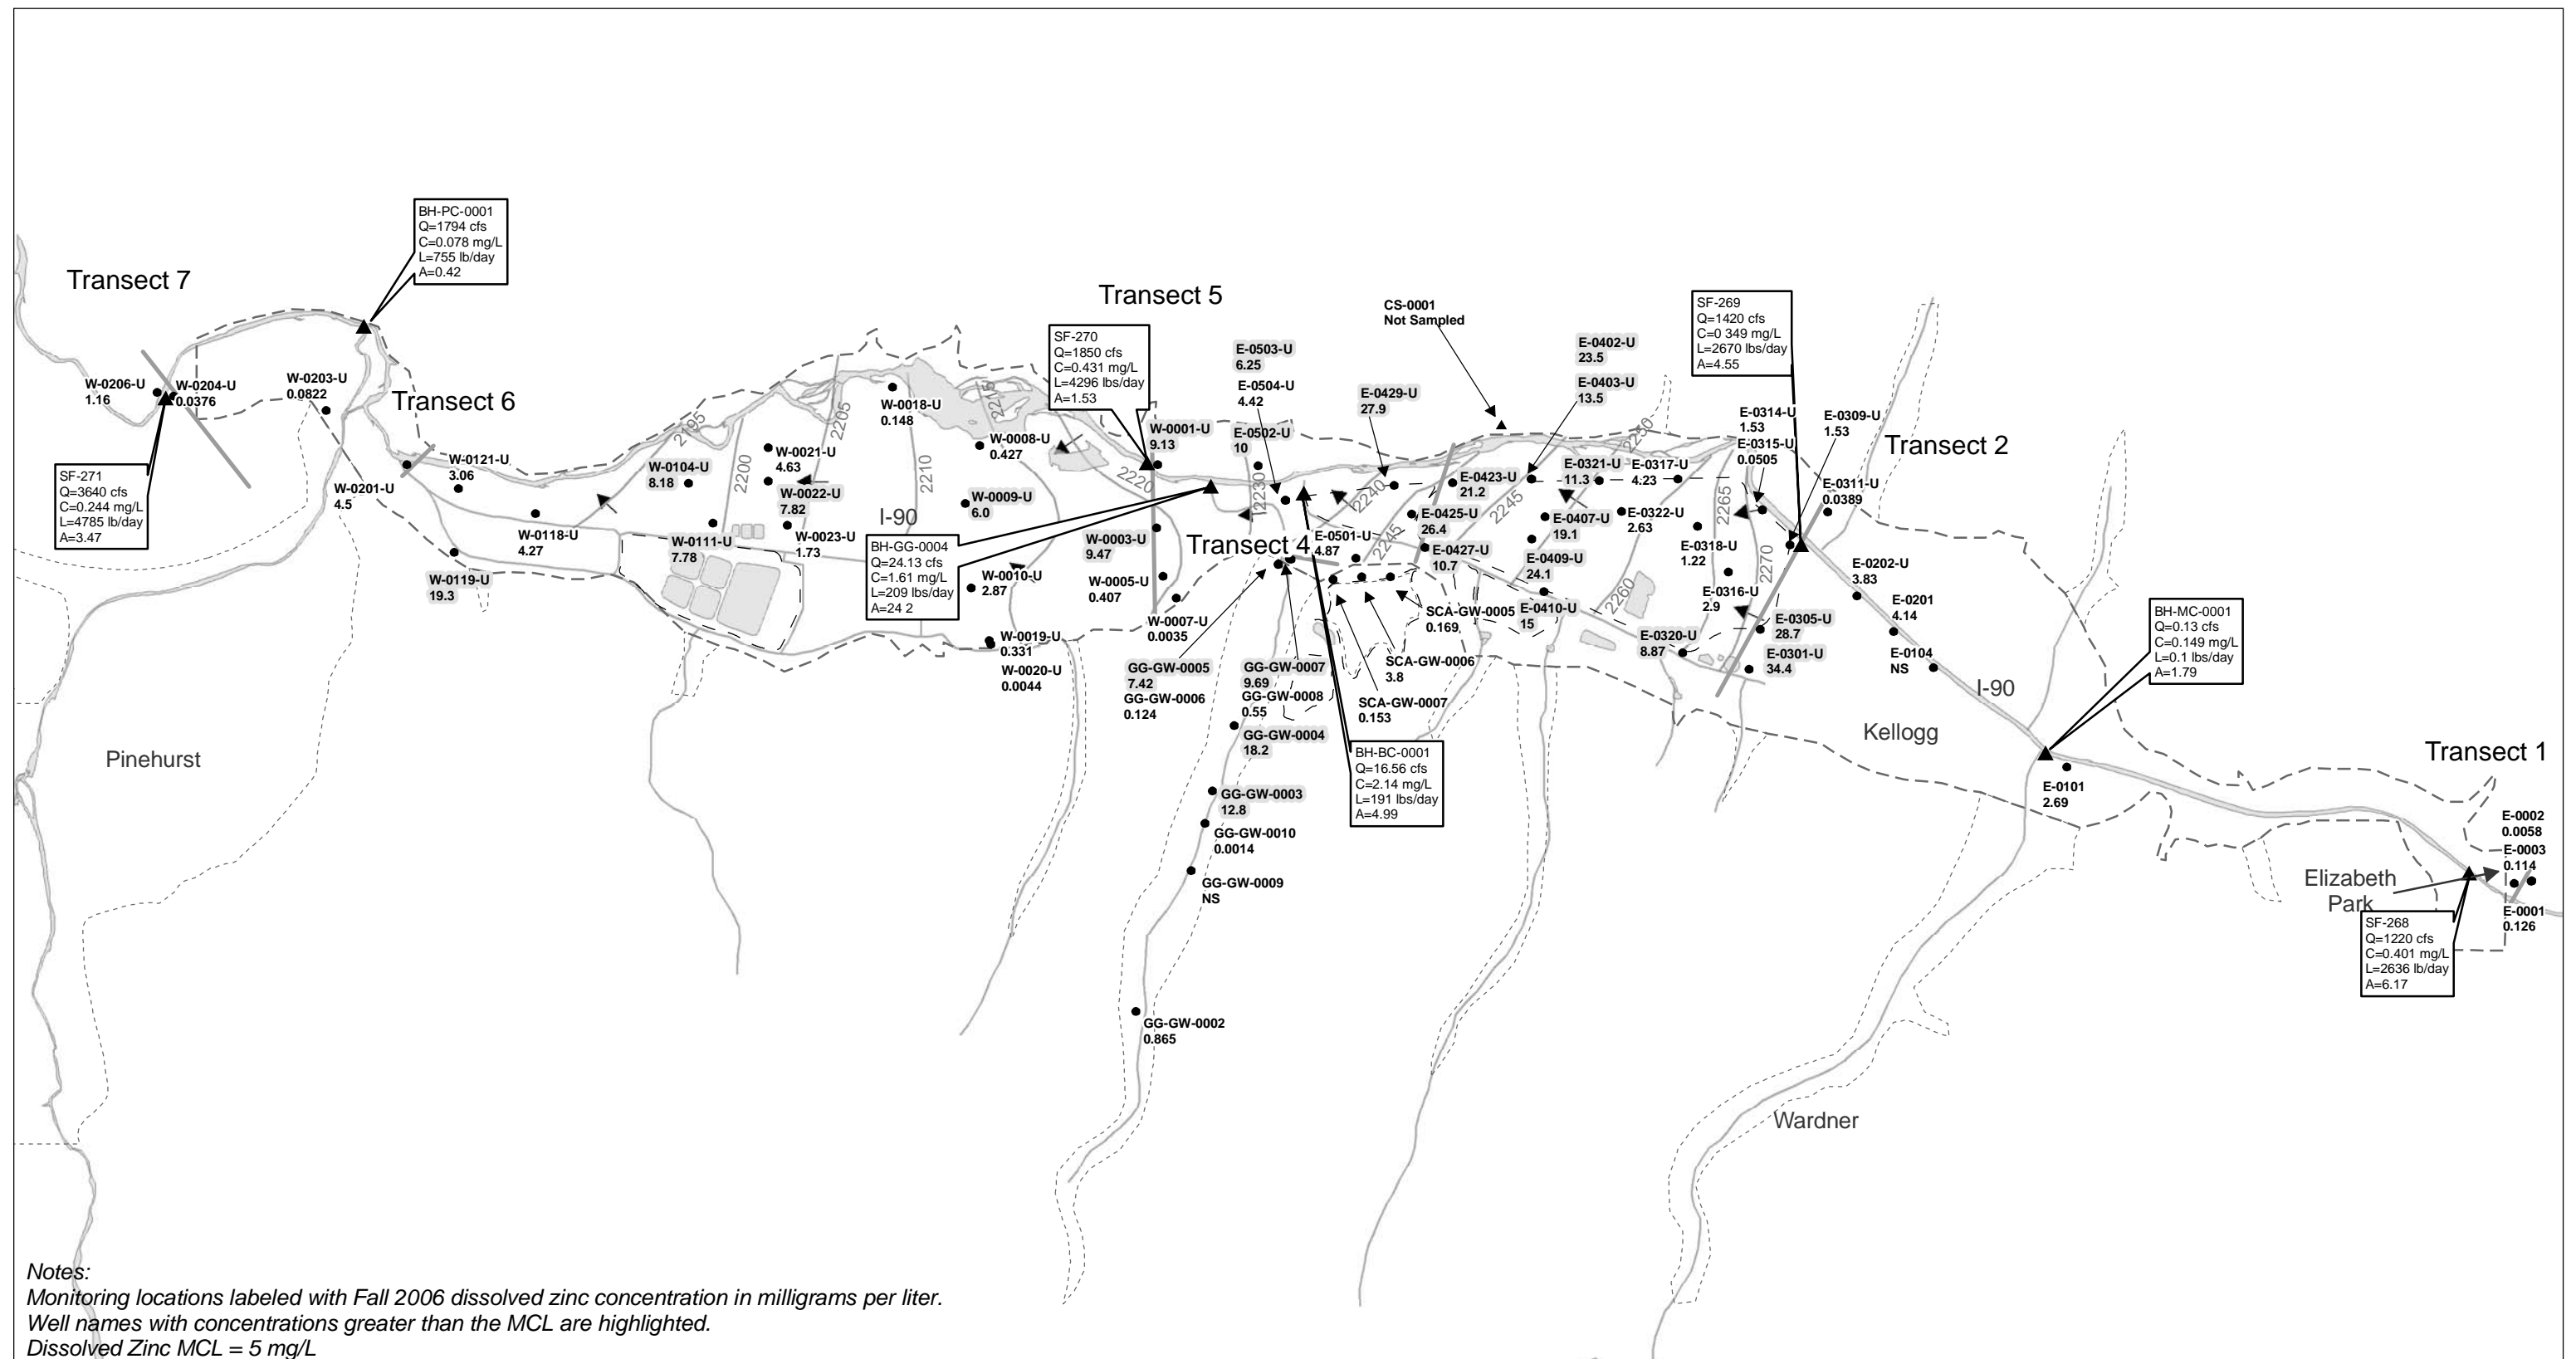 BH-PC-0001
Q=1794 cfs
C=0.078 mg/L
L=755 lb/day
A=0.42
Transect 7
W-0206-U
1.16
W-0204-U
0.0376
W-0203-U
0.0822
Transect 6
SF-271
Q=3640 cfs
C=0.244 mg/L
L=4785 lb/day
A=3.47
W-0121-U
3.06
W-0201-U
4.5
W-0118-U
4.27
W-0119-U
19.3
2195
W-0104-U
8.18
2200
W-0111-U
7.78
W-0021-U
4.63
W-0022-U
7.82
W-0023-U
1.73
2205
W-0018-U
0.148
2210
2215
I-90
W-0008-U
0.427
W-0009-U
6.0
W-0010-U
2.87
W-0019-U
0.331
W-0020-U
0.0044
BH-GG-0004
Q=24.13 cfs
C=1.61 mg/L
L=209 lbs/day
A=24 2
Transect 5
SF-270
Q=1850 cfs
C=0.431 mg/L
L=4296 lbs/day
A=1.53
2220
W-0001-U
9.13
W-0003-U
9.47
W-0005-U
0.407
W-0007-U
0.0035
E-0503-U
6.25
E-0504-U
4.42
E-0502-U
10
2230
Transect 4
E-0501-U
4.87
GG-GW-0005
7.42
GG-GW-0006
0.124
GG-GW-0007
9.69
GG-GW-0008
0.55
GG-GW-0004
18.2
GG-GW-0003
12.8
GG-GW-0010
0.0014
GG-GW-0009
NS
GG-GW-0002
0.865
CS-0001
Not Sampled
E-0429-U
27.9
2240
2245
E-0423-U
21.2
E-0425-U
26.4
E-0427-U
10.7
SCA-GW-0005
0.169
SCA-GW-0006
3.8
SCA-GW-0007
0.153
BH-BC-0001
Q=16.56 cfs
C=2.14 mg/L
L=191 lbs/day
A=4.99
E-0402-U
23.5
E-0403-U
13.5
2245
2250
E-0321-U
11.3
E-0317-U
4.23
E-0407-U
19.1
E-0322-U
2.63
E-0409-U
24.1
E-0410-U
15
2260
E-0318-U
1.22
E-0316-U
2.9
E-0320-U
8.87
2265
2270
SF-269
Q=1420 cfs
C=0 349 mg/L
L=2670 lbs/day
A=4.55
E-0314-U
1.53
E-0315-U
0.0505
E-0309-U
1.53
E-0311-U
0.0389
Transect 2
E-0305-U
28.7
E-0301-U
34.4
E-0202-U
3.83
E-0201
4.14
E-0104
NS
I-90
Kellogg
BH-MC-0001
Q=0.13 cfs
C=0.149 mg/L
L=0.1 lbs/day
A=1.79
E-0101
2.69
Transect 1
E-0002
0.0058
E-0003
0.114
E-0001
0.126
Elizabeth
Park
SF-268
Q=1220 cfs
C=0.401 mg/L
L=2636 lb/day
A=6.17
Pinehurst
Wardner
Notes:
Monitoring locations labeled with Fall 2006 dissolved zinc concentration in milligrams per liter.
Well names with concentrations greater than the MCL are highlighted.
Dissolved Zinc MCL = 5 mg/L